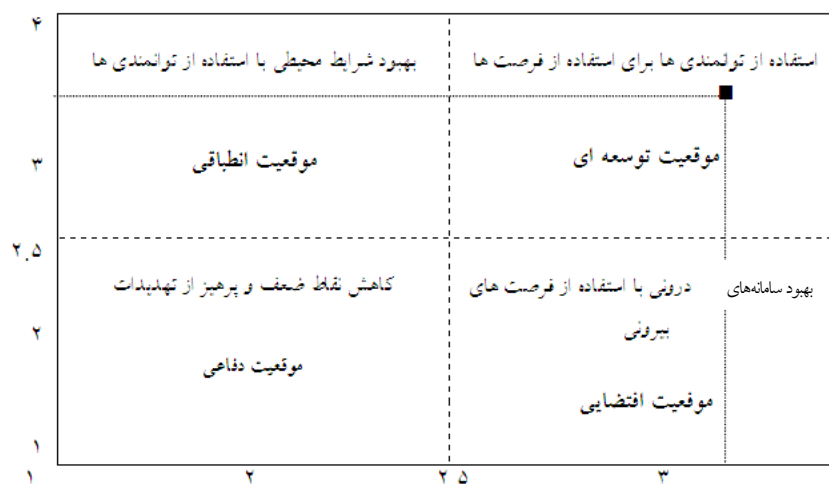 ۴
استفاده از توانمندی ها برای استفاده از فرصت ها
بهبود شرایط محیطی با استفاده از توانمندی ها
۳
موقعیت توسعه ای
موقعیت انطباقی
۲.۵
بهبود سامانه‌های درونی با استفاده از فرصت های
بیرونی
کاهش نقاط ضعف و پرهیز از تهدیدات
۲
موقعیت دفاعی
موقعیت اقتضایی
۱
۱ ۲ ۲.۵ ۳